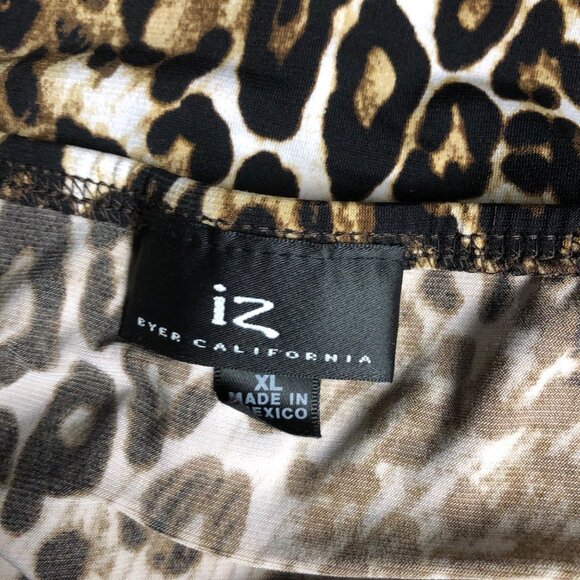 iz
BYER CALIFORNIA
XL
MADE IN
MEXICO